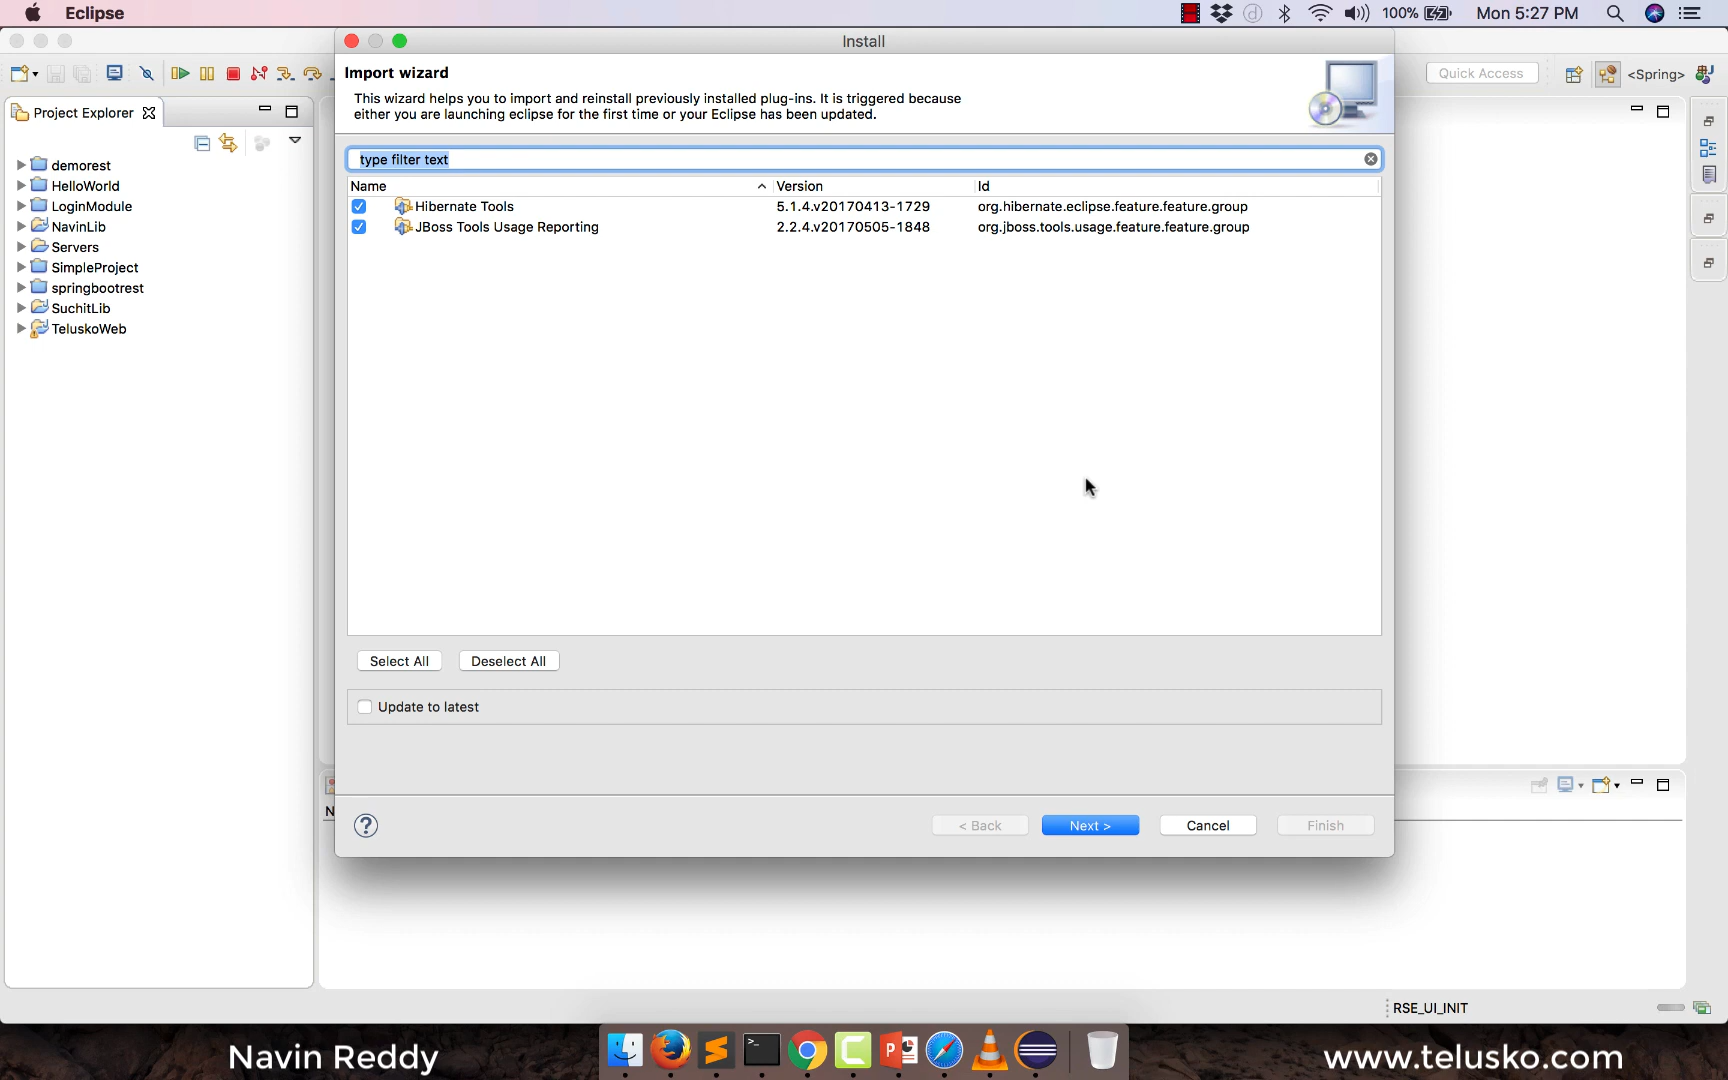 Eclipse
100%
Mon 5:27 PM
Install
Import wizard
This wizard helps you to import and reinstall previously installed plug-ins. It is triggered because
either you are launching eclipse for the first time or your Eclipse has been updated.
Quick Access
<Spring>
Project Explorer
type filter text
Name
Version
Id
Hibernate Tools
5.1.4.v20170413-1729
org.hibernate.eclipse.feature.feature.group
JBoss Tools Usage Reporting
2.2.4.v20170505-1848
org.jboss.tools.usage.feature.feature.group
demorest
HelloWorld
LoginModule
NavinLib
Servers
SimpleProject
springbootrest
SuchitLib
TeluskoWeb
Select All
Deselect All
Update to latest
N
?
< Back
Next >
Cancel
Finish
RSE_UI_INIT
Navin Reddy
www.telusko.com